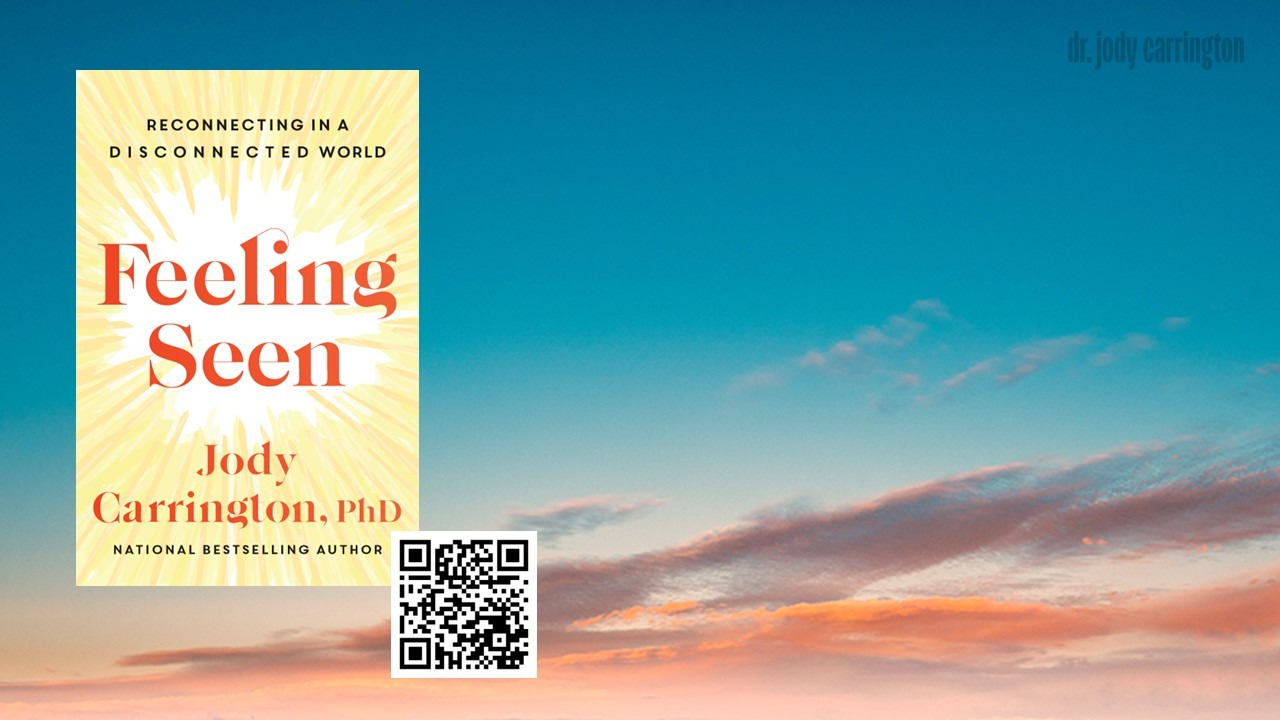 dr. jody carrington
RECONNECTING IN A
DISCONNECTED WORLD
Feeling
Seen
Jody
Carrington, PhD
NATIONAL BESTSELLING AUTHOR